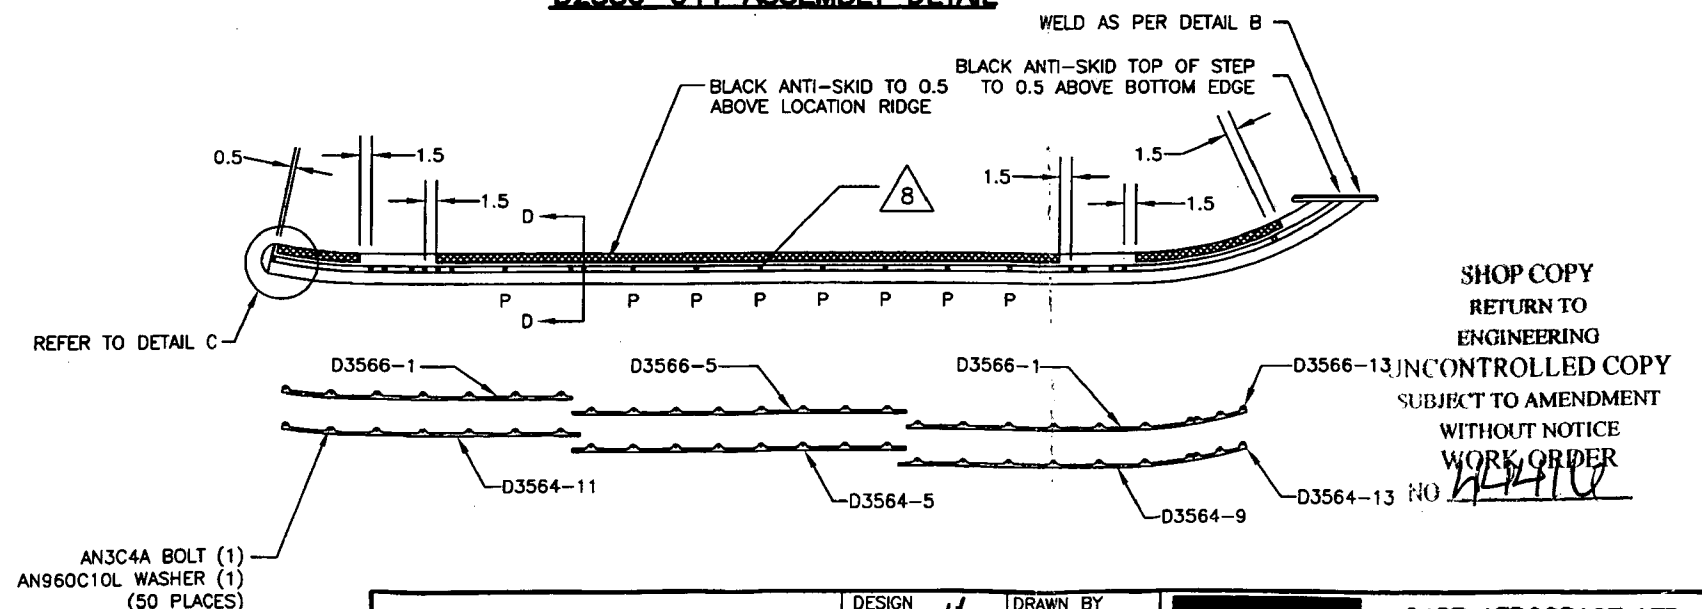 WELD AS PER DETAIL B
BLACK ANTI-SKID TO 0.5
ABOVE LOCATION RIDGE
BLACK ANTI-SKID TOP OF STEP
TO 0.5 ABOVE BOTTOM EDGE
0.5
1.5
1.5
1.5
1.5
1.5
D
8
D
P P P P P P P P
REFER TO DETAIL C
D3566-1
D3566-5
D3566-1
D3566-13
D3564-11
D3564-5
D3564-9
D3564-13
AN3C4A BOLT (1)
AN960C10L WASHER (1)
(50 PLACES)
SHOP COPY
RETURN TO
ENGINEERING
UNCONTROLLED COPY
SUBJECT TO AMENDMENT
WITHOUT NOTICE
WORK ORDER
NO
DESIGN
DRAWN BY